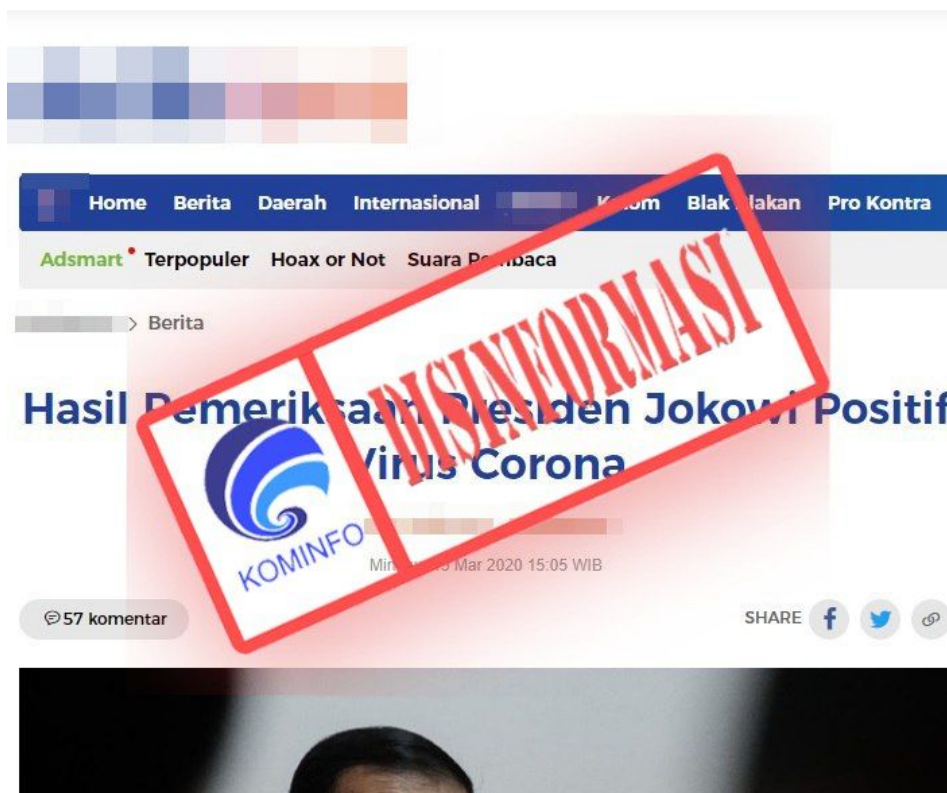 Home Berita Daerah Internasional Blak Pro Kontra
Adsmart Terpopuler Hoax or Not Suara
> Berita
DISINFORMASI
Hasil Pemeriksaan Presiden Jokowi Positif
Virus Corona
KOMINFO
Mar 2020 15:05 WIB
57 komentar
SHARE